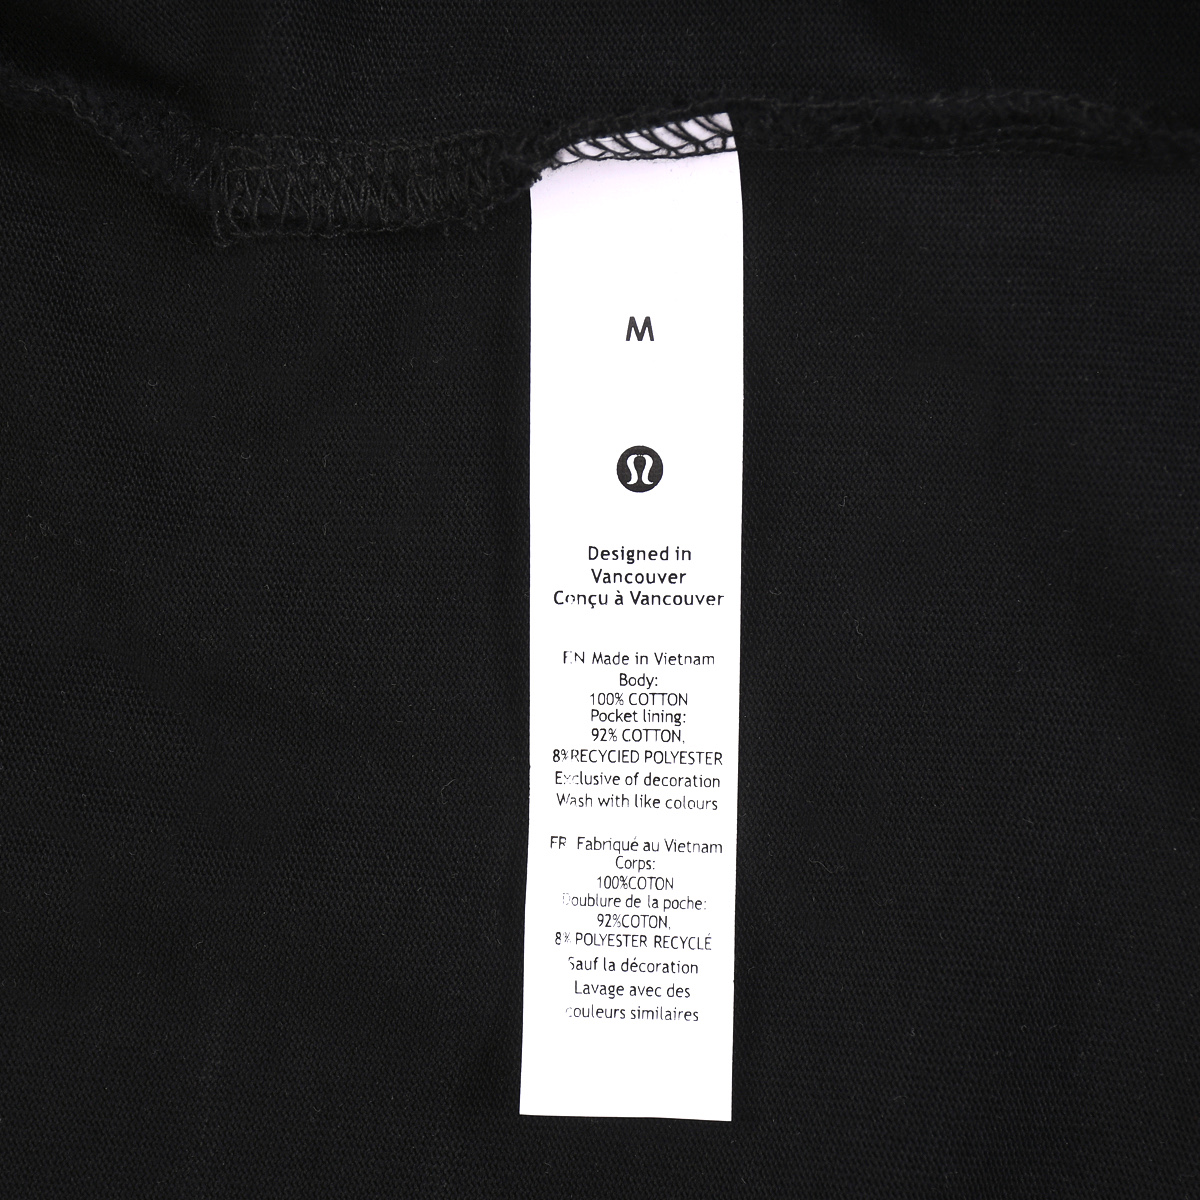 M
Designed in
Vancouver
Conçu à Vancouver
EN Made in Vietnam
Body:
100% COTTON
Pocket lining:
92% COTTON,
8%RECYCIED POLYESTER
Exclusive of decoration
Wash with like colours
FR Fabriqué au Vietnam
Corps:
100%COTON
Doublure de la poche:
92%COTON,
8% POLYESTER RECYCLÉ
Sauf la décoration
Lavage avec des
couleurs similaires